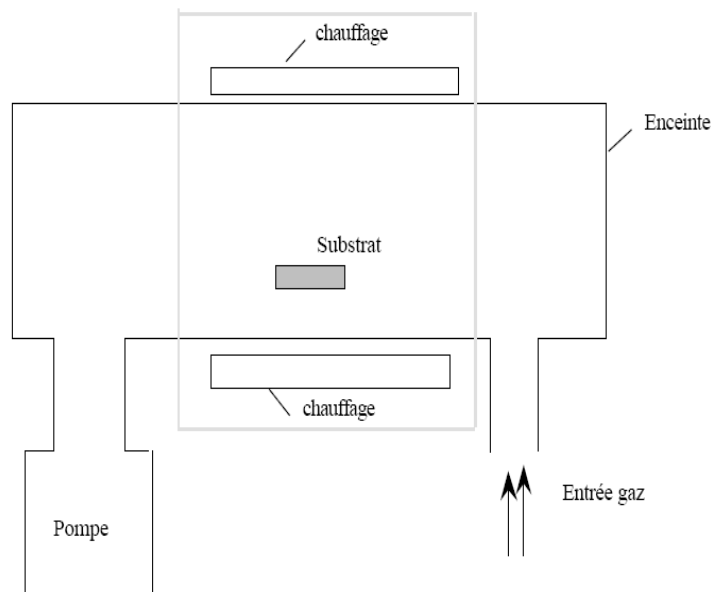 chauffage
Enceinte
Substrat
chauffage
Entrée gaz
Pompe